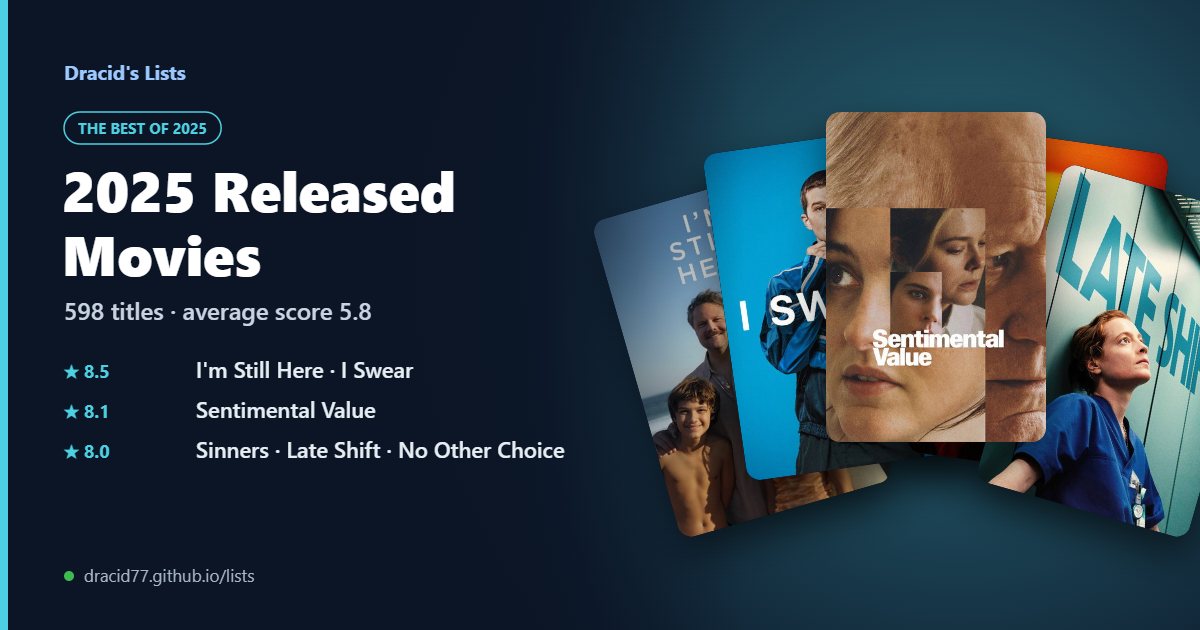 Dracid's Lists
THE BEST OF 2025
2025 Released
Movies
598 titles · average score 5.8
★ 8.5 I'm Still Here · I Swear
★ 8.1 Sentimental Value
★ 8.0 Sinners · Late Shift · No Other Choice
dracid77.github.io/lists
I'
STI
HE
I SW
Sentimental
Value
LATE
SHI